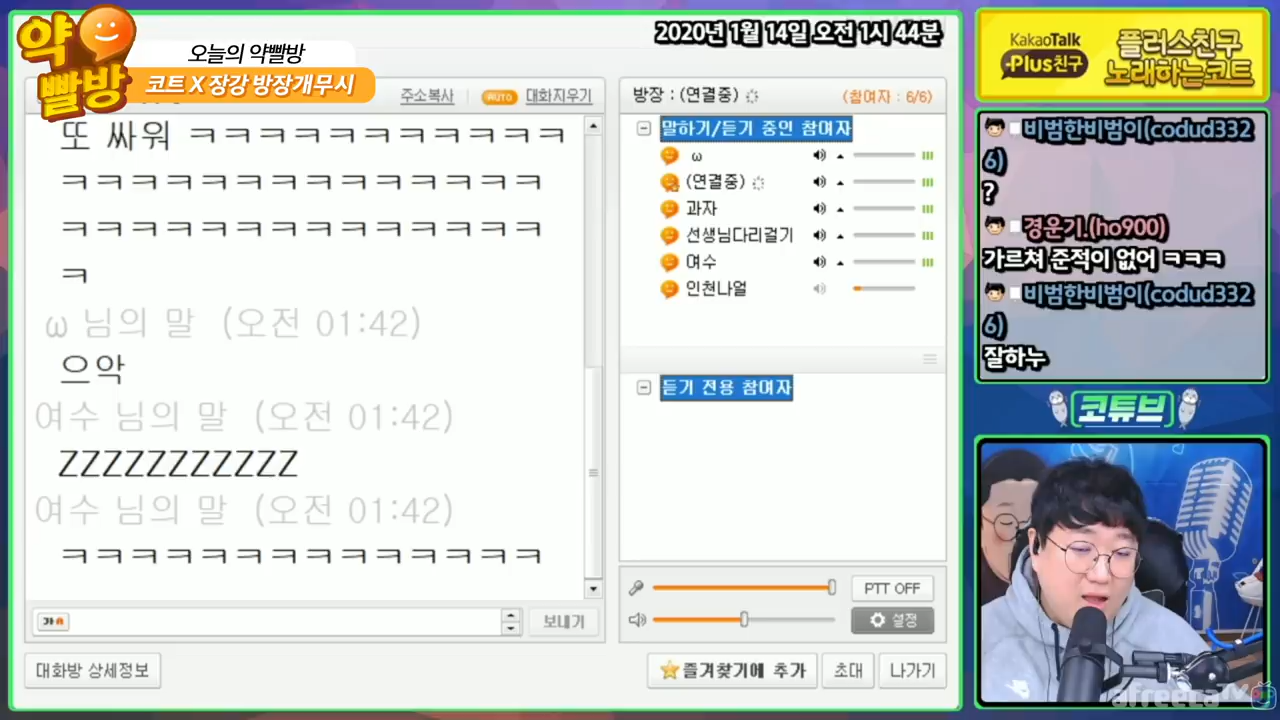 약빨방
오늘의 약빨방
코트 X 장강 방장개무시
2020년 1월 14일 오전 1시 44분
주소복사
AUTO
대화지우기
또 싸워 ㅋㅋㅋㅋㅋㅋㅋㅋㅋㅋㅋ
ㅋㅋㅋㅋㅋㅋㅋㅋㅋㅋㅋㅋㅋㅋ
ㅋㅋㅋㅋㅋㅋㅋㅋㅋㅋㅋㅋㅋㅋ
ㅋ
ω 님의 말 (오전 01:42)
으악
여수 님의 말 (오전 01:42)
ZZZZZZZZZZZ
여수 님의 말 (오전 01:42)
ㅋㅋㅋㅋㅋㅋㅋㅋㅋㅋㅋㅋㅋㅋ
가
보내기
대화방 상세정보
방장 : (연결중)
(참여자 : 6/6)
말하기/듣기 중인 참여자
ω
(연결중)
과자
선생님다리걸기
여수
인천나얼
듣기 전용 참여자
PTT OFF
설정
즐겨찾기에 추가
초대
나가기
KakaoTalk
Plus친구
플러스친구
노래하는코트
비범한비범이(codud332
6)
?
경운기.(ho900)
가르쳐 준적이 없어 ㅋㅋㅋ
비범한비범이(codud332
6)
잘하누
코튜브
afreecaTV